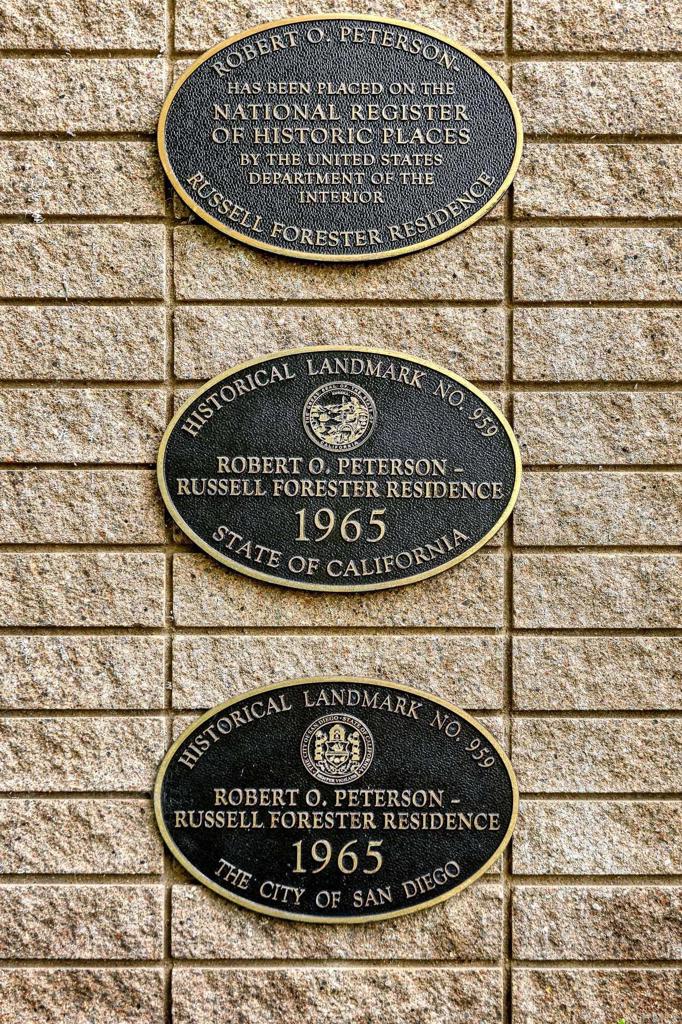 ROBERT O. PETERSON-
HAS BEEN PLACED ON THE
NATIONAL REGISTER
OF HISTORIC PLACES
BY THE UNITED STATES
DEPARTMENT OF THE
INTERIOR
RUSSELL FORESTER RESIDENCE
HISTORICAL LANDMARK NO. 959
ROBERT O. PETERSON -
RUSSELL FORESTER RESIDENCE
1965
STATE OF CALIFORNIA
HISTORICAL LANDMARK NO. 959
ROBERT O. PETERSON -
RUSSELL FORESTER RESIDENCE
1965
THE CITY OF SAN DIEGO